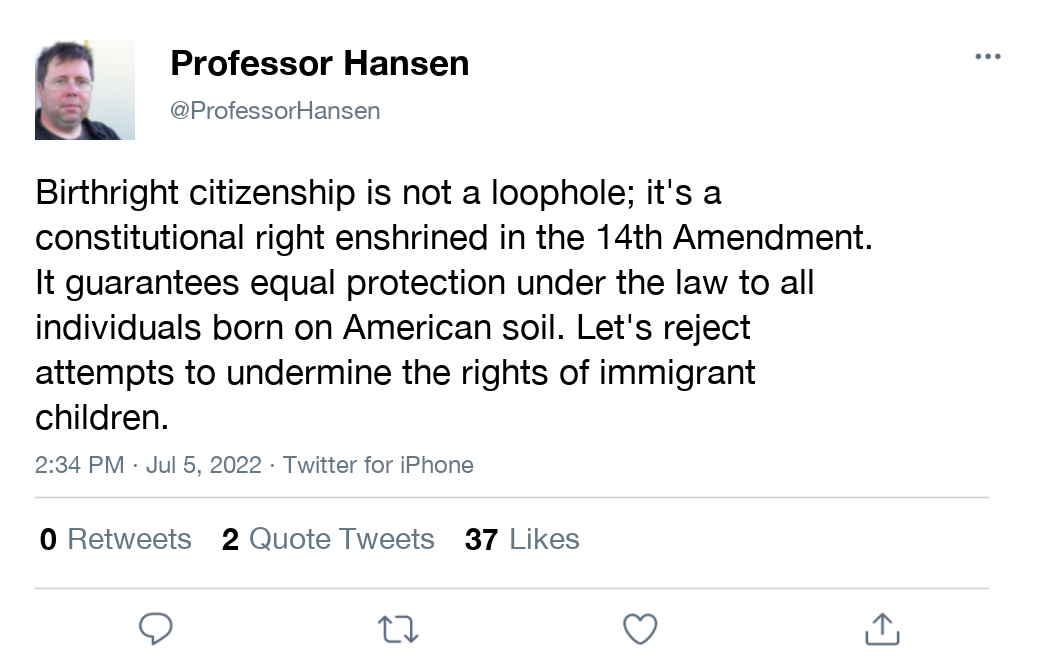 Professor Hansen
@ProfessorHansen
Birthright citizenship is not a loophole; it's a
constitutional right enshrined in the 14th Amendment.
It guarantees equal protection under the law to all
individuals born on American soil. Let's reject
attempts to undermine the rights of immigrant
children.
2:34 PM · Jul 5, 2022 · Twitter for iPhone
0 Retweets 2 Quote Tweets 37 Likes